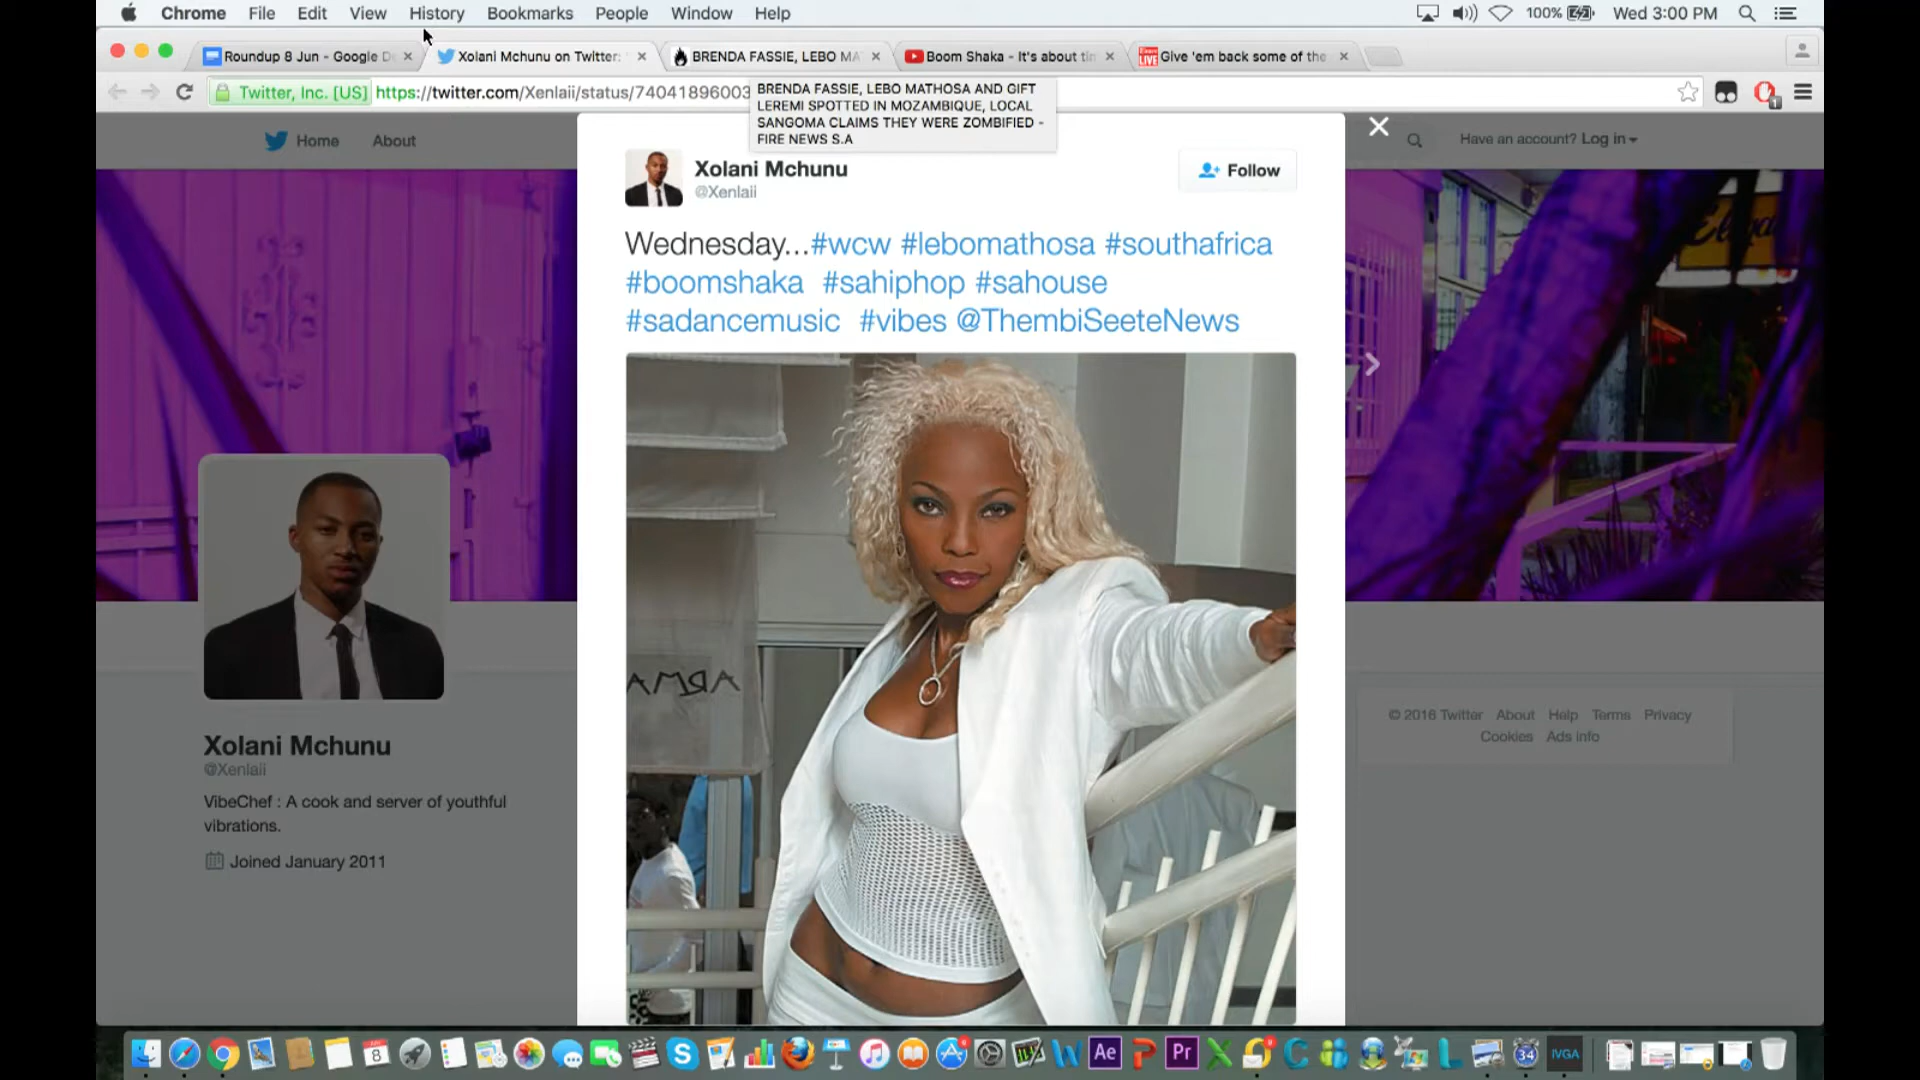 Chrome File Edit View History Bookmarks People Window Help 100% Wed 3:00 PM
Roundup 8 Jun - Google D Xolani Mchunu on Twitter: BRENDA FASSIE, LEBO MA Boom Shaka - It's about tin Give 'em back some of the
Twitter, Inc. [US] https://twitter.com/Xenlaii/status/74041896003
BRENDA FASSIE, LEBO MATHOSA AND GIFT
LEREMI SPOTTED IN MOZAMBIQUE, LOCAL
SANGOMA CLAIMS THEY WERE ZOMBIFIED -
FIRE NEWS S.A
Home About
Have an account? Log in
Xolani Mchunu
@Xenlaii
Follow
Wednesday...#wcw #lebomathosa #southafrica
#boomshaka #sahiphop #sahouse
#sadancemusic #vibes @ThembiSeeteNews
Xolani Mchunu
@Xenlaii
VibeChef : A cook and server of youthful
vibrations.
Joined January 2011
© 2016 Twitter About Help Terms Privacy
Cookies Ads info
8 Ae Pr 34 IVGA